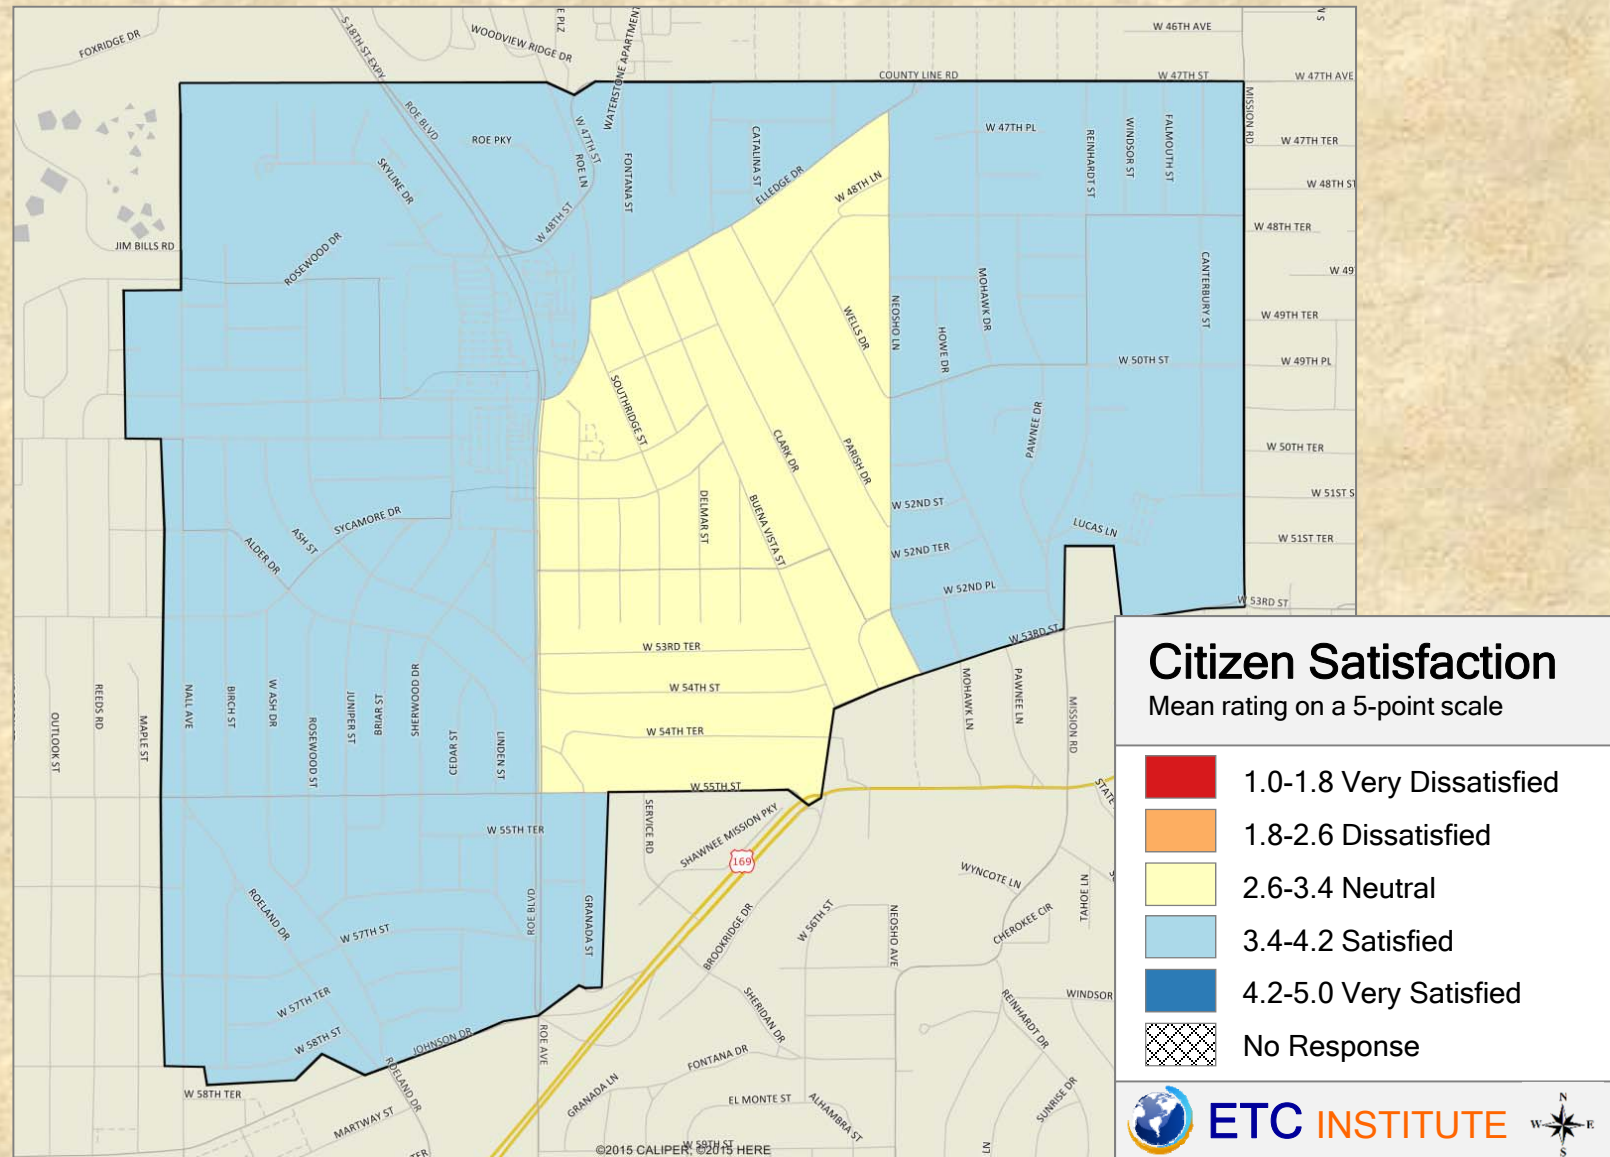 FOXRIDGE DR
S 18TH ST EXPY
E PLZ
WOODVIEW RIDGE DR
WATERSTONE APARTMENT
W 46TH AVE
S M
COUNTY LINE RD
W 47TH ST
W 47TH AVE
ROE BLVD
ROE PKY
W 47TH ST
ROE LN
FONTANA ST
CATALINA ST
ELLEDGE DR
W 48TH LN
W 47TH PL
REINHARDT ST
WINDSOR ST
FALMOUTH ST
MISSION RD
W 47TH TER
W 48TH ST
SKYLINE DR
W 48TH ST
W 48TH TER
JIM BILLS RD
ROSEWOOD DR
CANTERBURY ST
W 49
MOHAWK DR
NEOSHO LN
HOWE DR
WELLS DR
W 49TH TER
W 50TH ST
W 49TH PL
SOUTHRIDGE ST
CLARK DR
PARISH DR
PAWNEE DR
W 50TH TER
DELMAR ST
BUENA VISTA ST
W 52ND ST
W 51ST S
SYCAMORE DR
ASH ST
ALDER DR
LUCAS LN
W 51ST TER
W 52ND TER
W 52ND PL
W 53RD ST
W 53RD ST
W 53RD TER
W 54TH ST
W 54TH TER
W 55TH ST
OUTLOOK ST
REEDS RD
MAPLE ST
NALL AVE
BIRCH ST
W ASH DR
ROSEWOOD ST
JUNIPER ST
BRIAR ST
SHERWOOD DR
CEDAR ST
LINDEN ST
MOHAWK LN
PAWNEE LN
MISSION RD
STATE
W 55TH TER
SERVICE RD
SHAWNEE MISSION PKY
169
WYNCOTE LN
TAHOE LN
ROELAND DR
ROE BLVD
GRANADA ST
W 57TH ST
BROOKRIDGE DR
W 56TH ST
NEOSHO AVE
CHEROKEE CIR
W 57TH TER
SHERIDAN DR
REINHARDT DR
WINDSOR
W 58TH ST
JOHNSON DR
ROE AVE
FONTANA DR
W 58TH TER
ROELAND DR
GRANADA LN
EL MONTE ST
ALHAMBRA ST
SUNRISE DR
MARTWAY ST
TER
W 59TH ST
©2015 CALIPER; ©2015 HERE
Citizen Satisfaction
Mean rating on a 5-point scale
1.0-1.8 Very Dissatisfied
1.8-2.6 Dissatisfied
2.6-3.4 Neutral
3.4-4.2 Satisfied
4.2-5.0 Very Satisfied
No Response
ETC INSTITUTE
N
W E
S